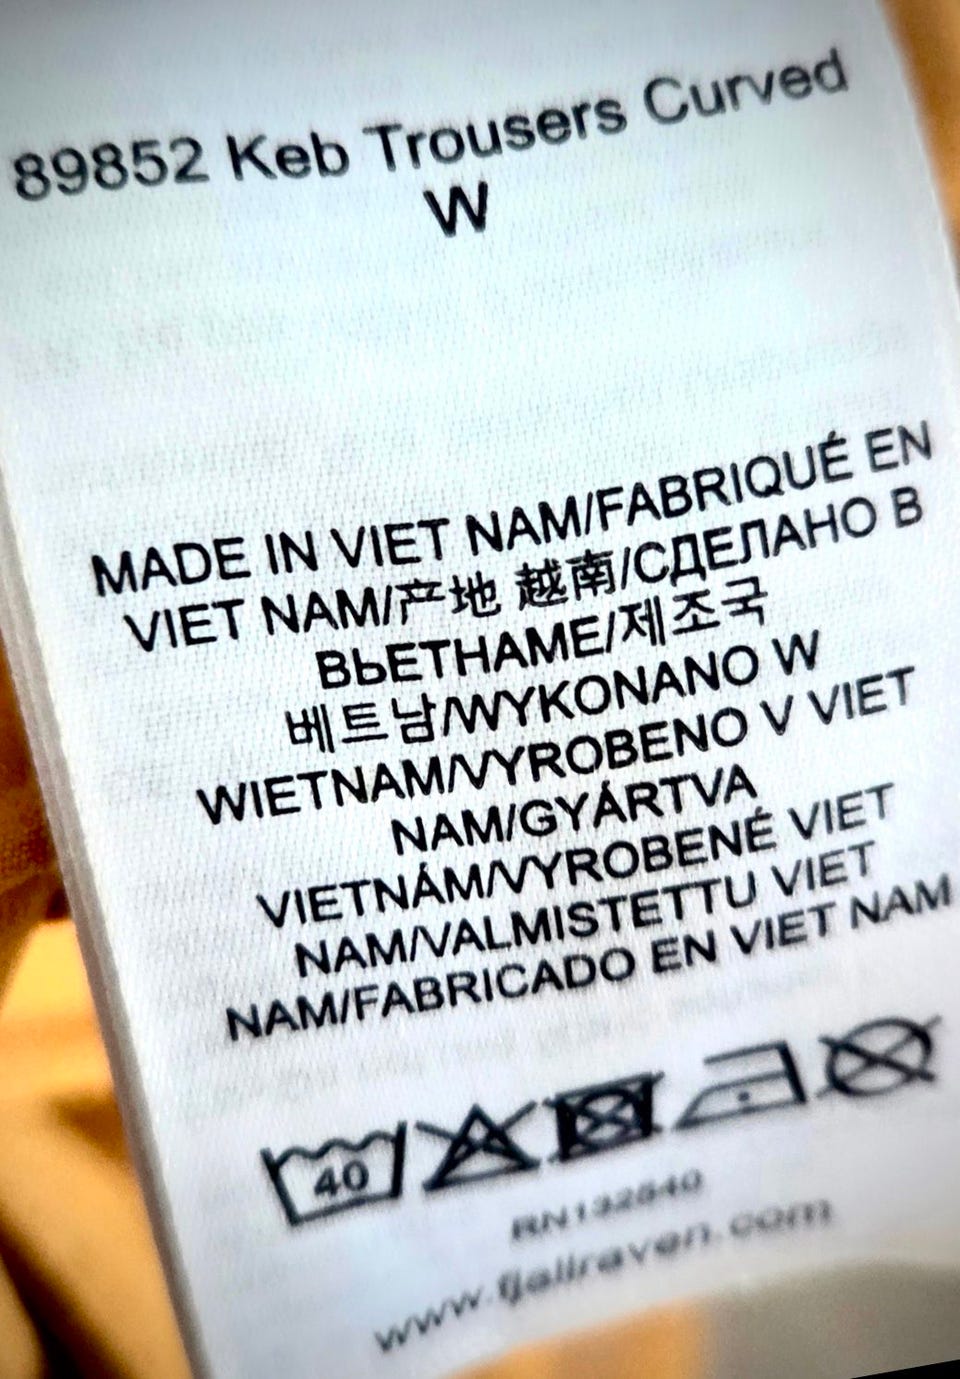 89852 Keb Trousers Curved
W
MADE IN VIET NAM/FABRIQUÉ EN
VIET NAM/产地 越南/СДЕЛАНО В
ВЬЕТНАМЕ/제조국
베트남/WYKONANO W
WIETNAM/VYROBENO V VIET
NAM/GYÁRTVA
VIETNÁM/VYROBENÉ VIET
NAM/VALMISTETTU VIET
NAM/FABRICADO EN VIET NAM
40
RN132840
www.fjallraven.com